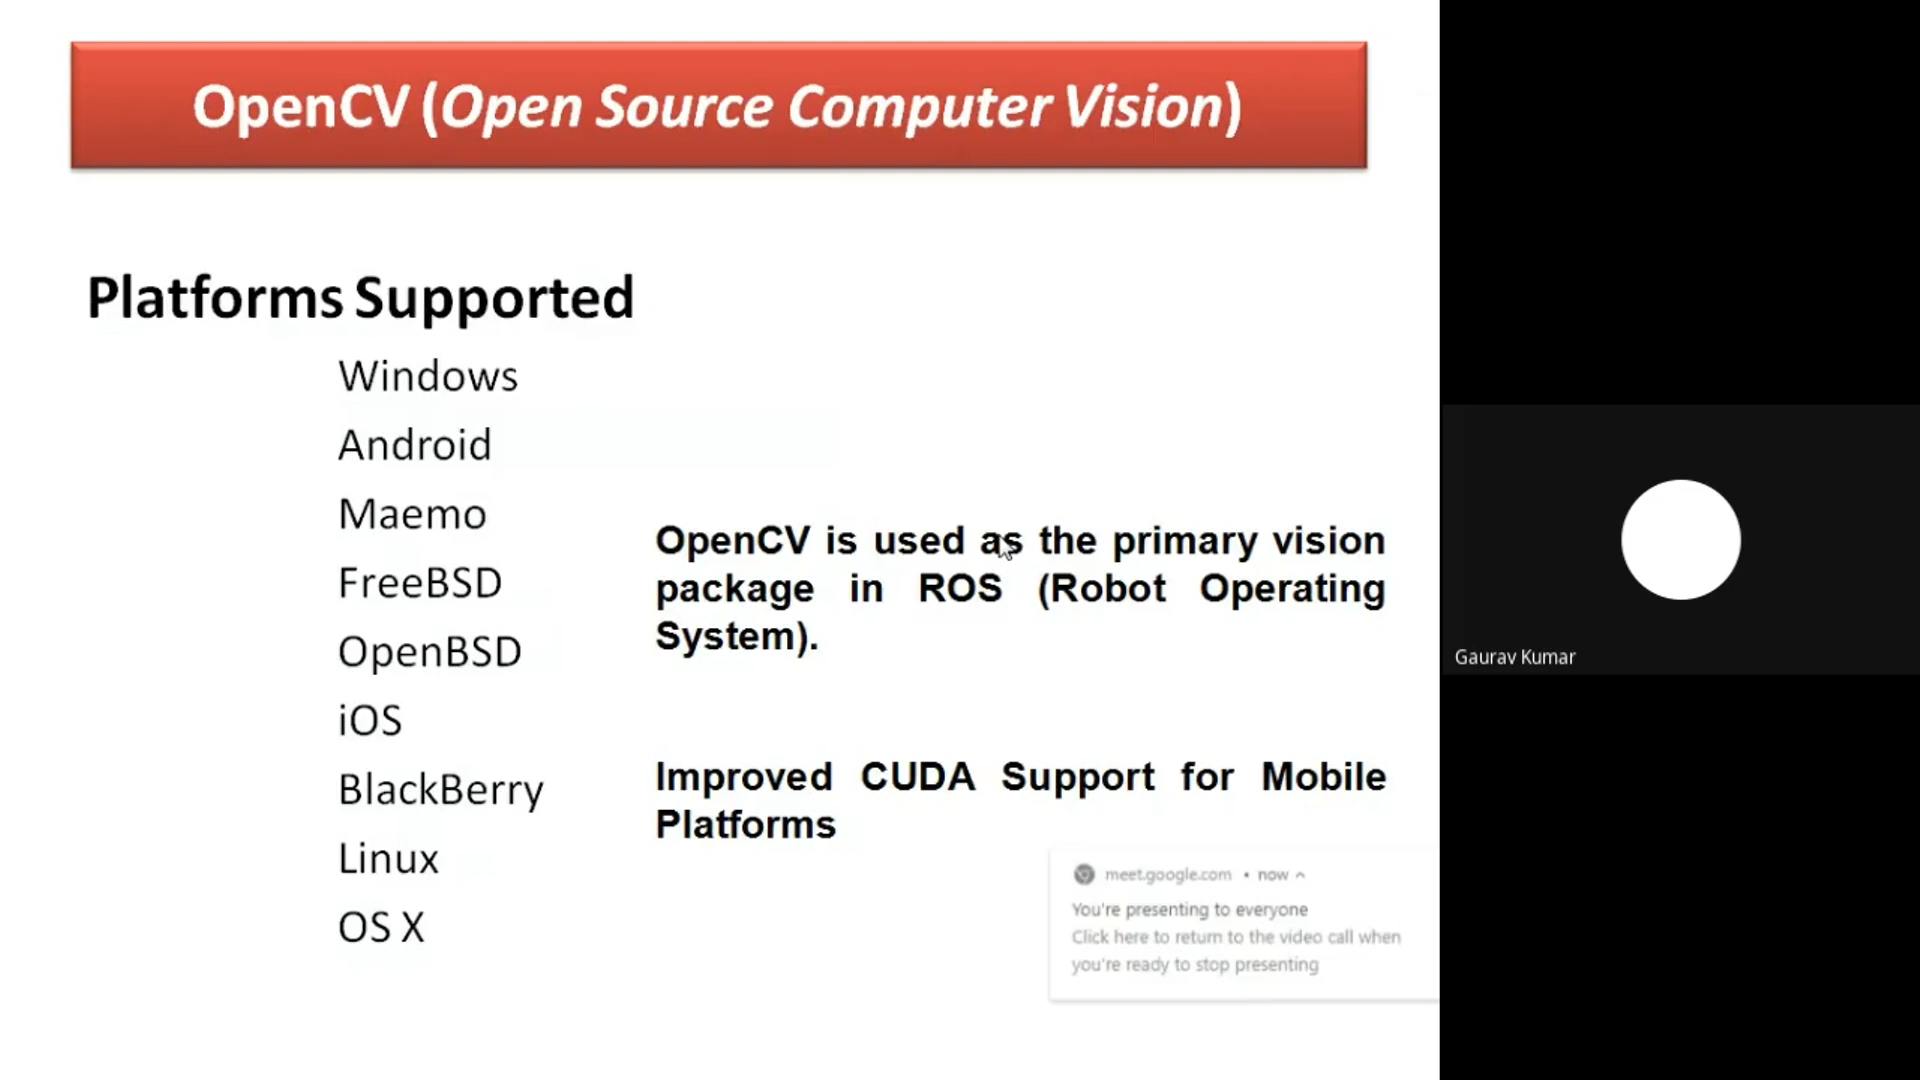 OpenCV (Open Source Computer Vision)
Platforms Supported
Windows
Android
Maemo
FreeBSD
OpenBSD
iOS
BlackBerry
Linux
OS X
OpenCV is used as the primary vision
package in ROS (Robot Operating
System).
Improved CUDA Support for Mobile
Platforms
meet.google.com • now
You're presenting to everyone
Click here to return to the video call when
you're ready to stop presenting
Gaurav Kumar